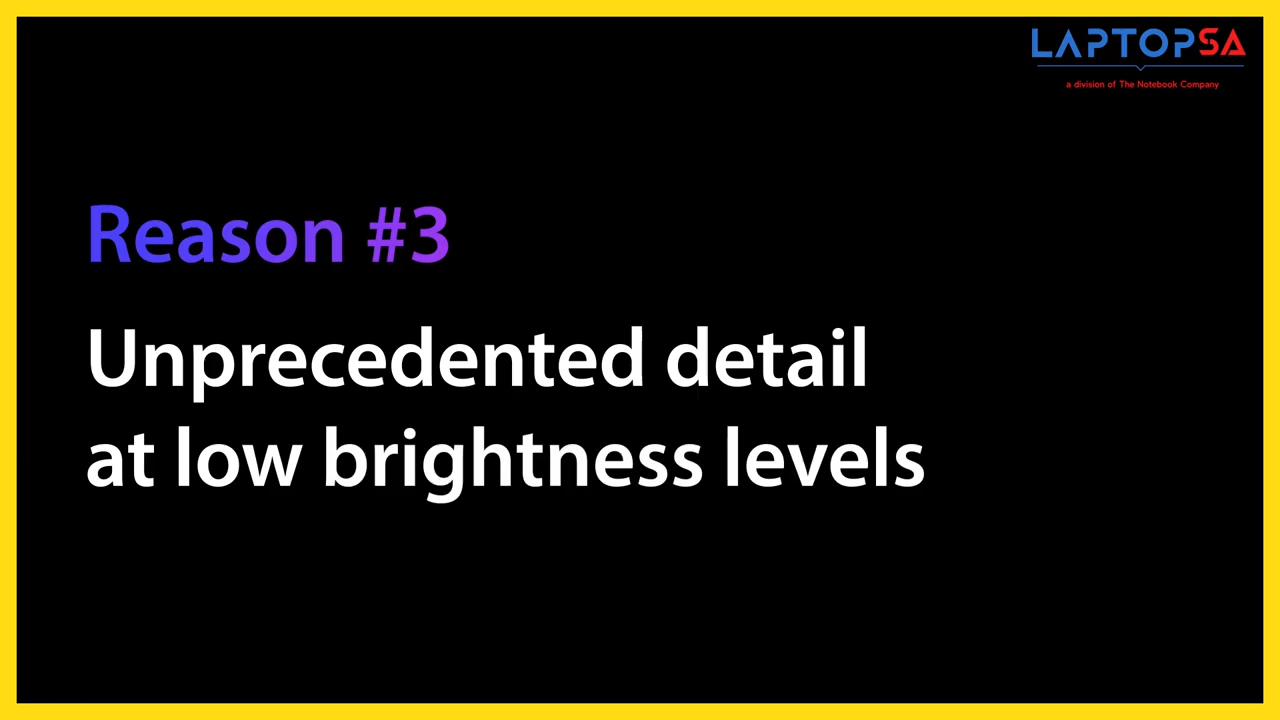 LAPTOPSA
a division of The Notebook Company
Reason #3
Unprecedented detail
at low brightness levels